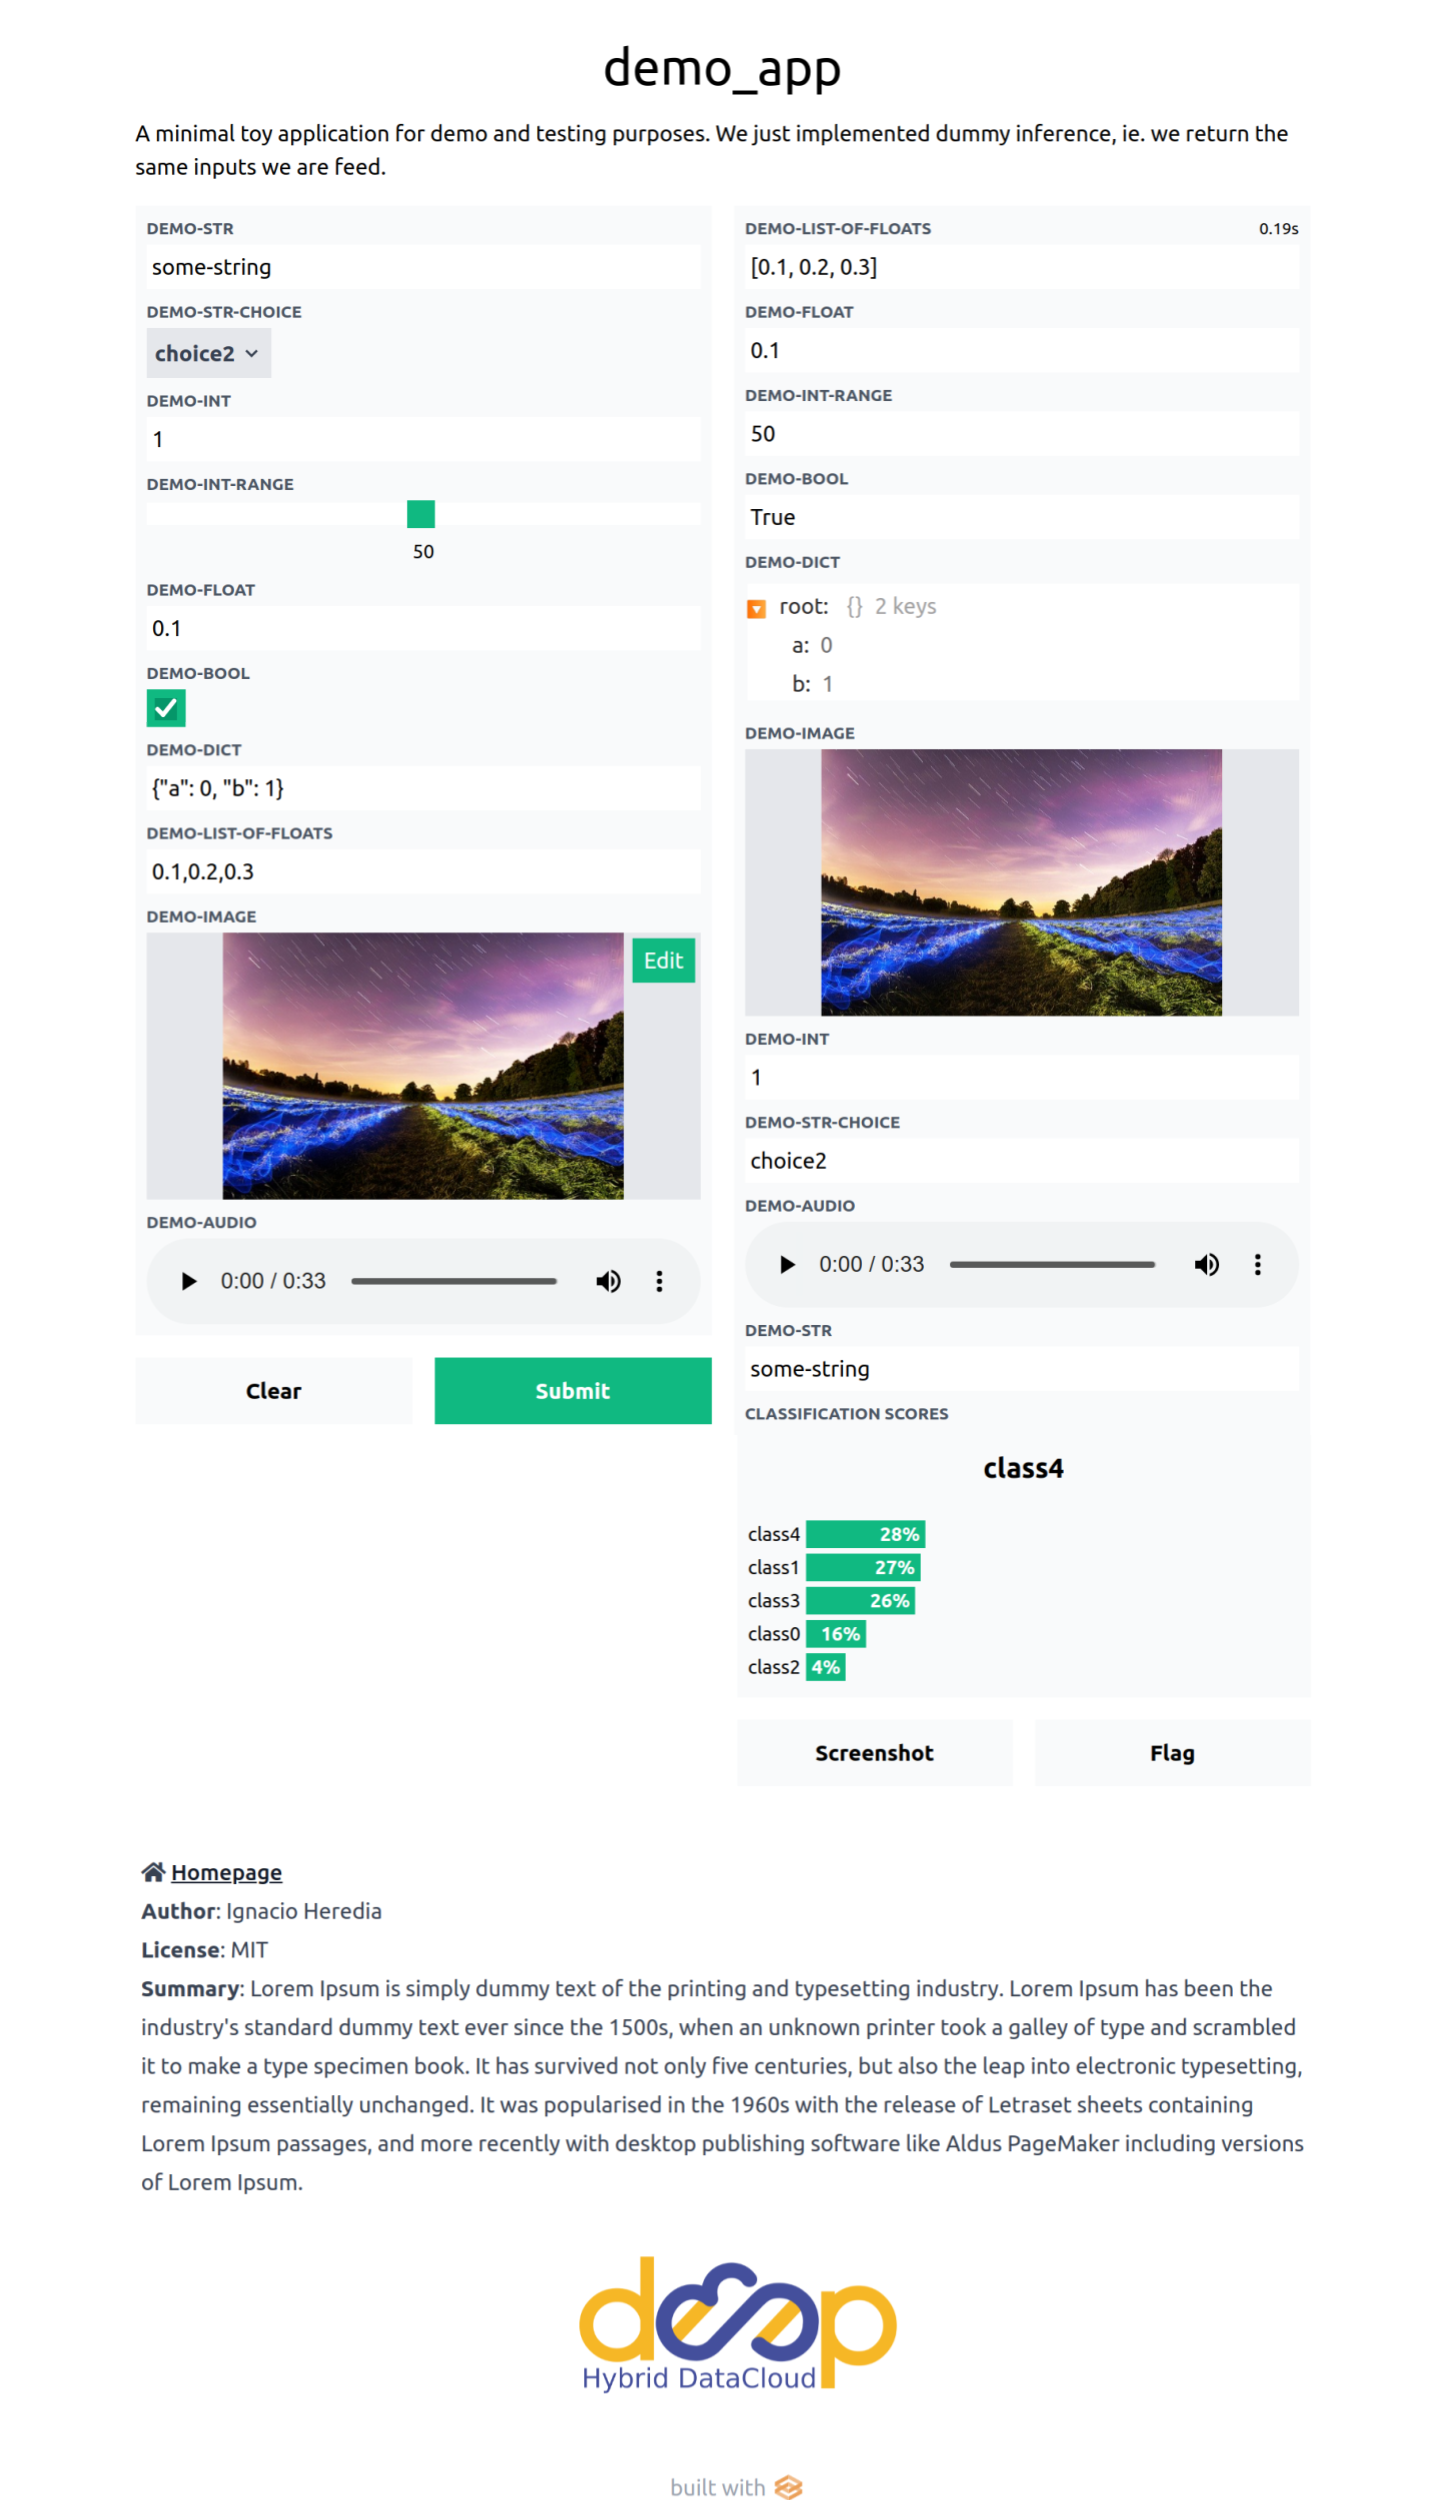 demo_app
A minimal toy application for demo and testing purposes. We just implemented dummy inference, ie. we return the
same inputs we are feed.
DEMO-STR
some-string
DEMO-STR-CHOICE
choice2
DEMO-INT
1
DEMO-INT-RANGE
50
DEMO-FLOAT
0.1
DEMO-BOOL
DEMO-DICT
{"a": 0, "b": 1}
DEMO-LIST-OF-FLOATS
0.1,0.2,0.3
DEMO-IMAGE
Edit
DEMO-AUDIO
0:00 / 0:33
Clear
Submit
DEMO-LIST-OF-FLOATS 0.19s
[0.1, 0.2, 0.3]
DEMO-FLOAT
0.1
DEMO-INT-RANGE
50
DEMO-BOOL
True
DEMO-DICT
root: {} 2 keys
a: 0
b: 1
DEMO-IMAGE
DEMO-INT
1
DEMO-STR-CHOICE
choice2
DEMO-AUDIO
0:00 / 0:33
DEMO-STR
some-string
CLASSIFICATION SCORES
class4
class4 28%
class1 27%
class3 26%
class0 16%
class2 4%
Screenshot
Flag
Homepage
Author: Ignacio Heredia
License: MIT
Summary: Lorem Ipsum is simply dummy text of the printing and typesetting industry. Lorem Ipsum has been the
industry's standard dummy text ever since the 1500s, when an unknown printer took a galley of type and scrambled
it to make a type specimen book. It has survived not only five centuries, but also the leap into electronic typesetting,
remaining essentially unchanged. It was popularised in the 1960s with the release of Letraset sheets containing
Lorem Ipsum passages, and more recently with desktop publishing software like Aldus PageMaker including versions
of Lorem Ipsum.
deep
Hybrid DataCloud
built with